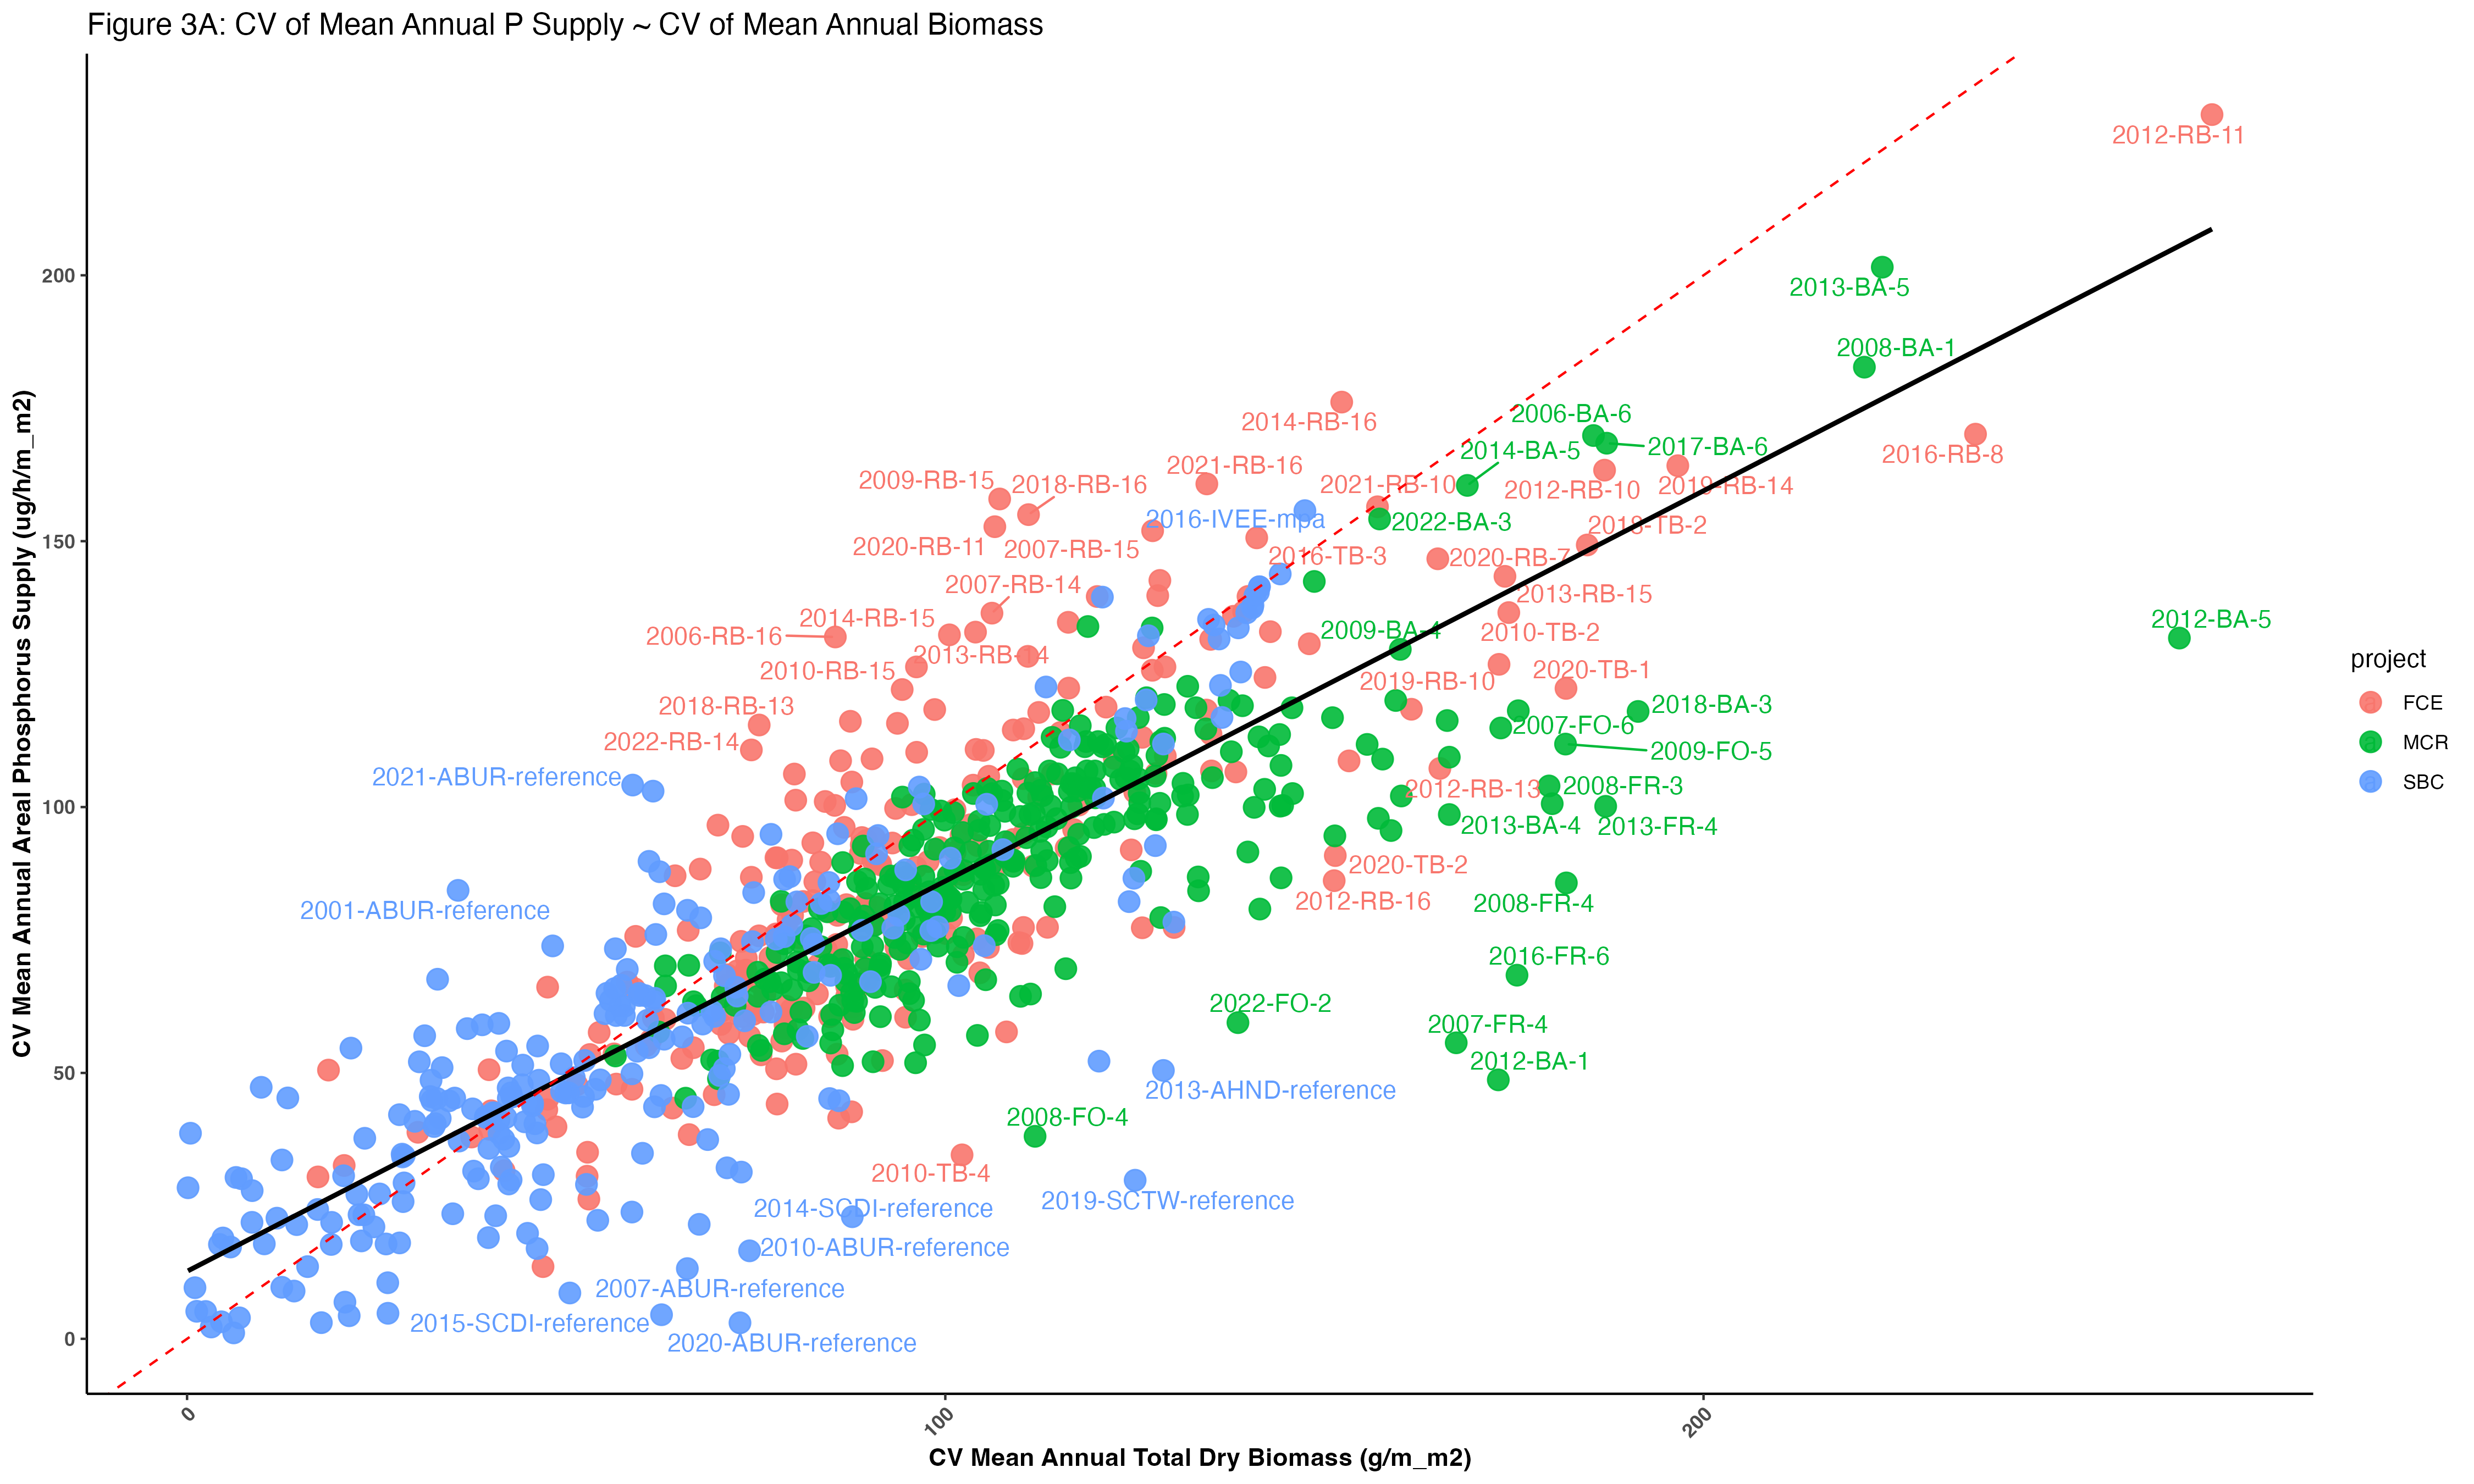 Figure 3A: CV of Mean Annual P Supply ~ CV of Mean Annual Biomass
CV Mean Annual Areal Phosphorus Supply (ug/h/m_m2)
200
150
100
50
0
2012-RB-11
2013-BA-5
2008-BA-1
2006-BA-6
2014-RB-16
2014-BA-5
2017-BA-6
2016-RB-8
2021-RB-16
2009-RB-15
2018-RB-16
2021-RB-10
2012-RB-10
2019-RB-14
2016-IVEE-mpa
2022-BA-3
2018-TB-2
2020-RB-11
2007-RB-15
2016-TB-3
2020-RB-7
2007-RB-14
2013-RB-15
2014-RB-15
2012-BA-5
2006-RB-16
2009-BA-4
2010-TB-2
2013-RB-14
2010-RB-15
2020-TB-1
2019-RB-10
2018-RB-13
2018-BA-3
2007-FO-6
2022-RB-14
2009-FO-5
2021-ABUR-reference
2012-RB-13
2008-FR-3
2013-BA-4
2013-FR-4
2020-TB-2
2001-ABUR-reference
2012-RB-16
2008-FR-4
2016-FR-6
2022-FO-2
2007-FR-4
2012-BA-1
2013-AHND-reference
2008-FO-4
2010-TB-4
2019-SCTW-reference
2014-SCDI-reference
2010-ABUR-reference
2007-ABUR-reference
2015-SCDI-reference
2020-ABUR-reference
project
a FCE
a MCR
a SBC
0
100
200
CV Mean Annual Total Dry Biomass (g/m_m2)